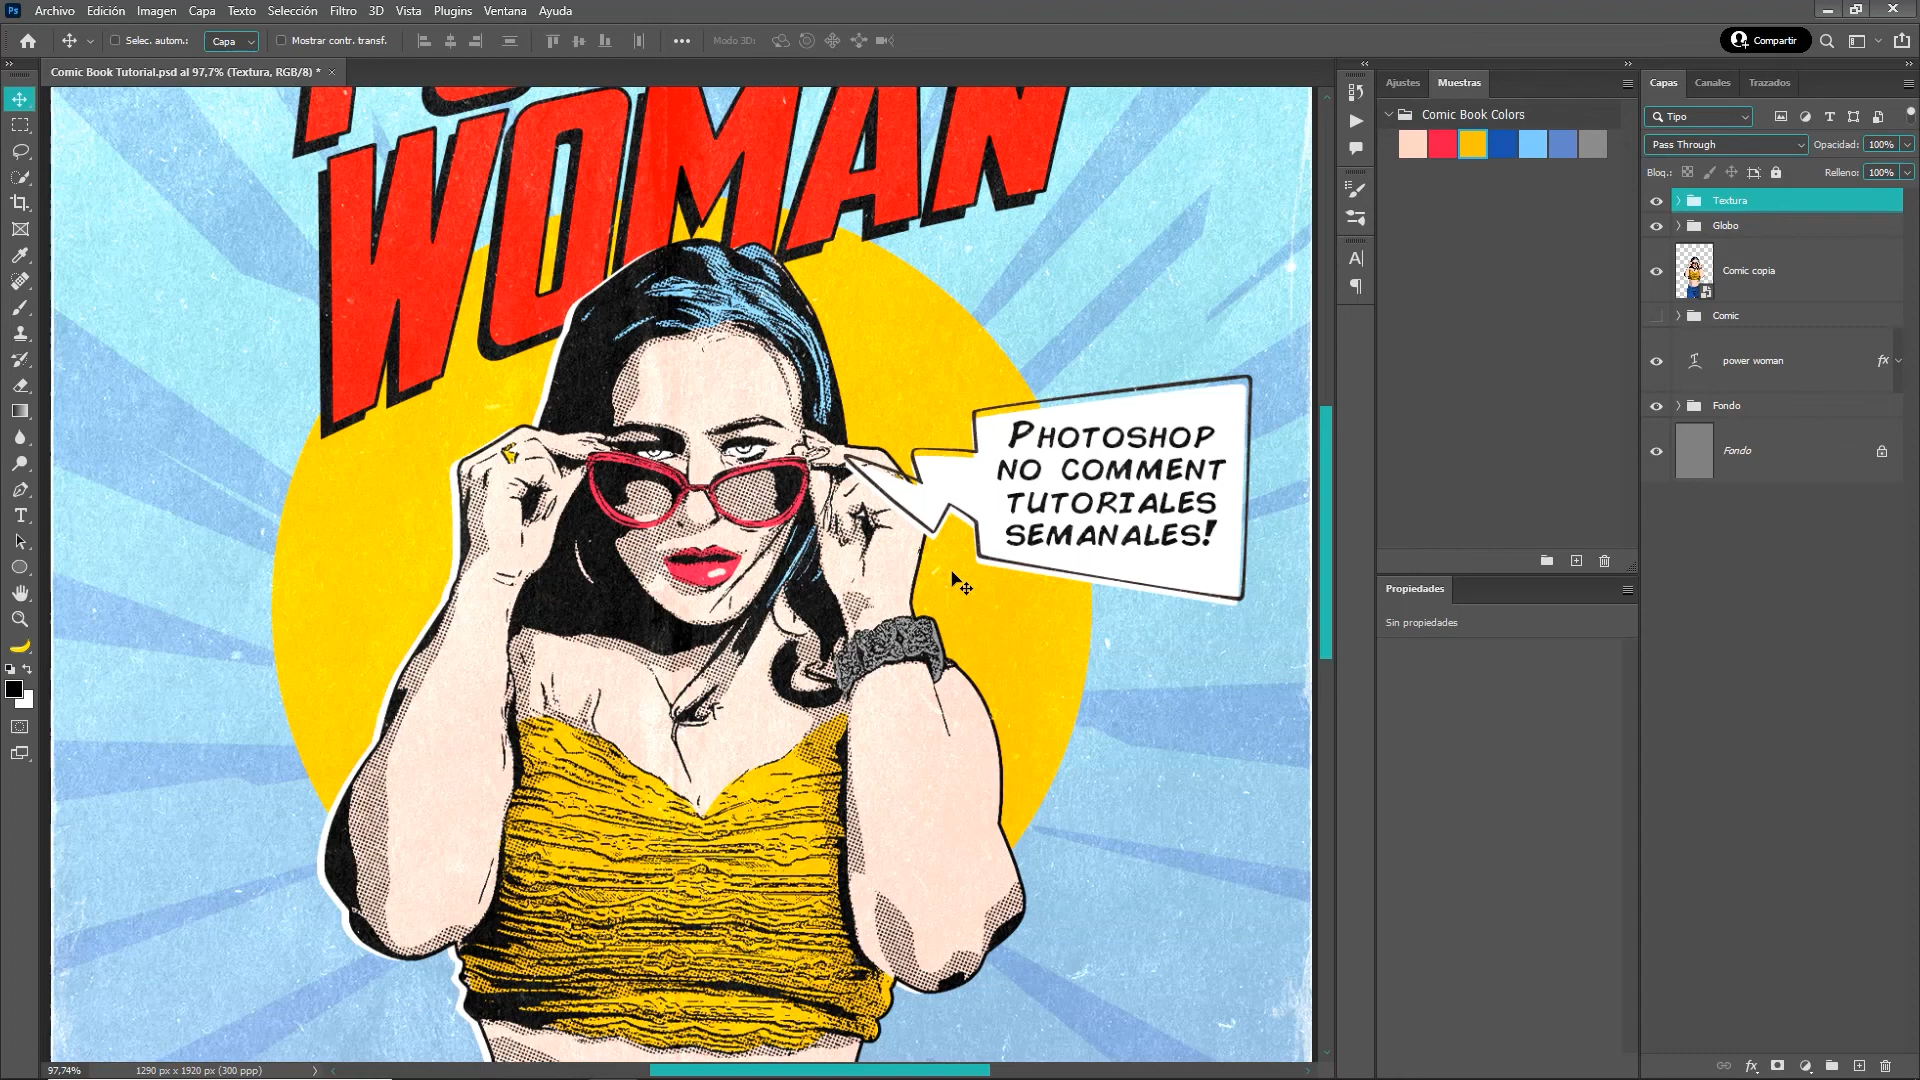 Ps Archivo Edición Imagen Capa Texto Selección Filtro 3D Vista Plugins Ventana Ayuda
Selec. autom.: Capa Mostrar contr. transf. Modo 3D: Compartir
Comic Book Tutorial.psd al 97,7% (Textura, RGB/8) *
WOMAN
PHOTOSHOP
NO COMMENT
TUTORIALES
SEMANALES!
97,74% 1290 px x 1920 px (300 ppp)
Ajustes Muestras
Comic Book Colors
Propiedades
Sin propiedades
Capas Canales Trazados
Tipo
Pass Through Opacidad: 100%
Bloq.: Relleno: 100%
Textura
Globo
Comic copia
Comic
power woman fx
Fondo
Fondo
fx